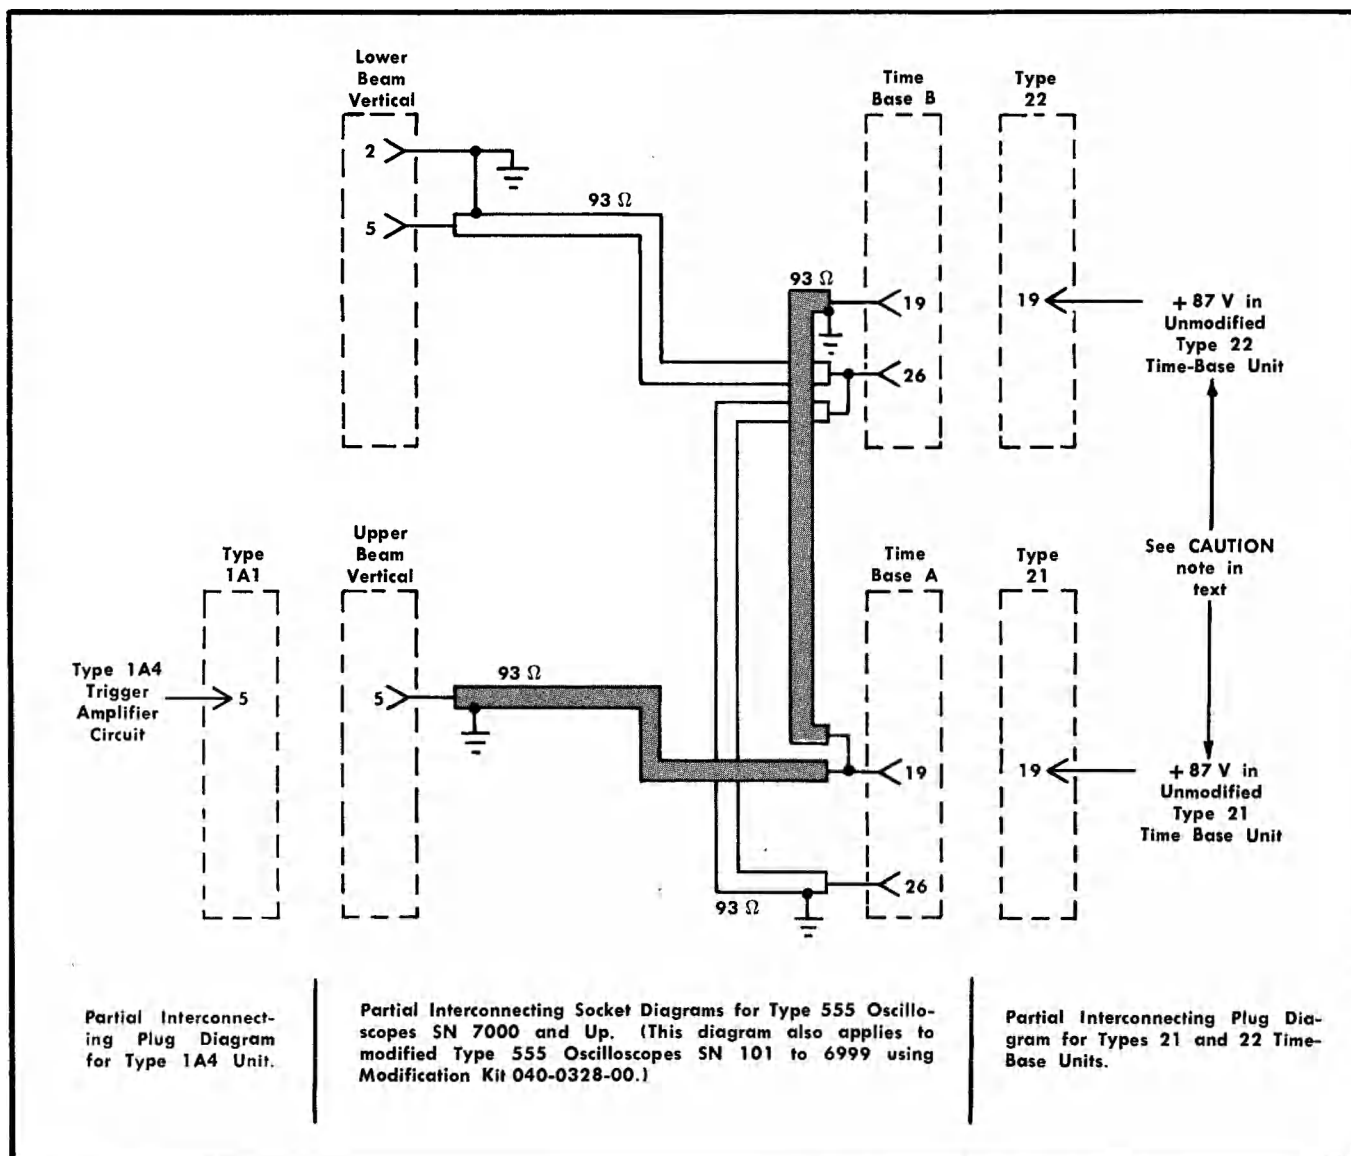 Lower
Beam
Vertical
2
5
93 Ω
Time
Base B
Type
22
93 Ω
19
26
19
+ 87 V in
Unmodified
Type 22
Time-Base Unit
See CAUTION
note in
text
Type
1A1
Upper
Beam
Vertical
Time
Base A
Type
21
Type 1A4
Trigger
Amplifier
Circuit
5
5
93 Ω
19
26
93 Ω
19
+ 87 V in
Unmodified
Type 21
Time Base Unit
Partial Interconnect-
ing Plug Diagram
for Type 1A4 Unit.
Partial Interconnecting Socket Diagrams for Type 555 Oscillo-
scopes SN 7000 and Up. (This diagram also applies to
modified Type 555 Oscilloscopes SN 101 to 6999 using
Modification Kit 040-0328-00.)
Partial Interconnecting Plug Dia-
gram for Types 21 and 22 Time-
Base Units.